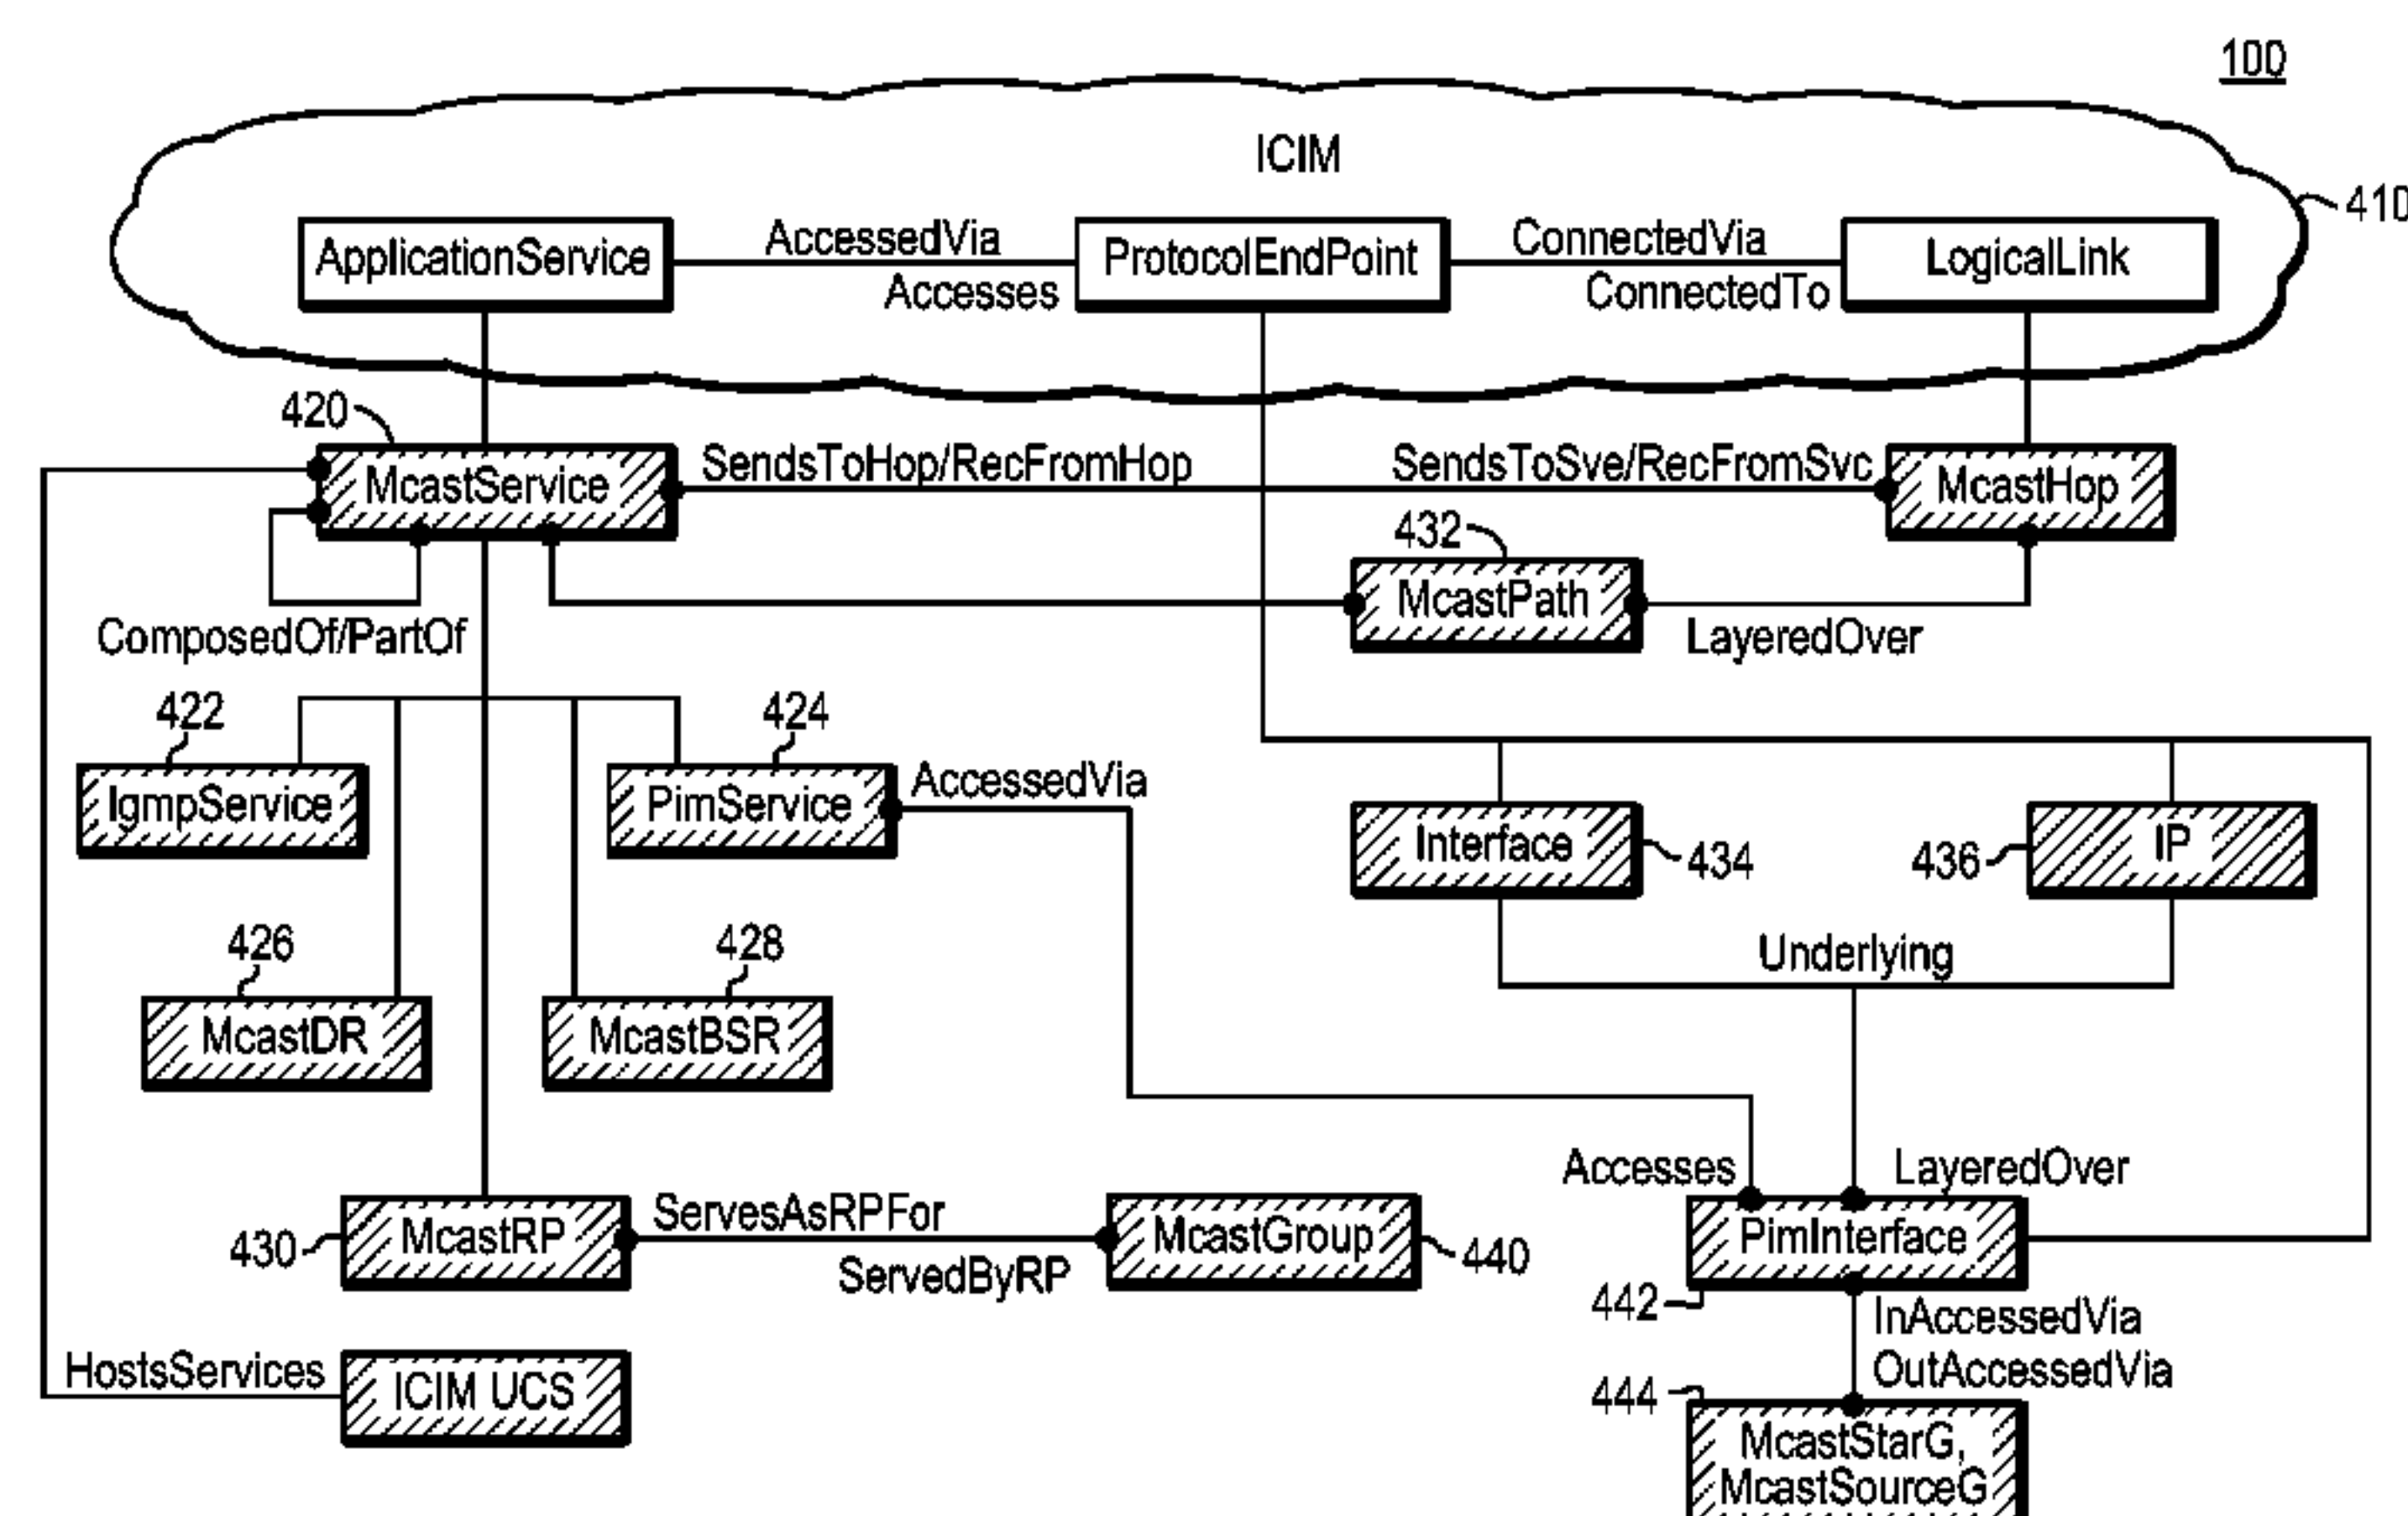 100
ICIM
410
ApplicationService
AccessedVia
Accesses
ProtocolEndPoint
ConnectedVia
ConnectedTo
LogicalLink
420
McastService
SendsToHop/RecFromHop
SendsToSve/RecFromSvc
McastHop
432
McastPath
LayeredOver
ComposedOf/PartOf
422
IgmpService
424
PimService
AccessedVia
Interface
434
436
IP
Underlying
426
McastDR
428
McastBSR
Accesses
LayeredOver
430
McastRP
ServesAsRPFor
ServedByRP
McastGroup
440
PimInterface
442
InAccessedVia
OutAccessedVia
HostsServices
ICIM UCS
444
McastStarG,
McastSourceG